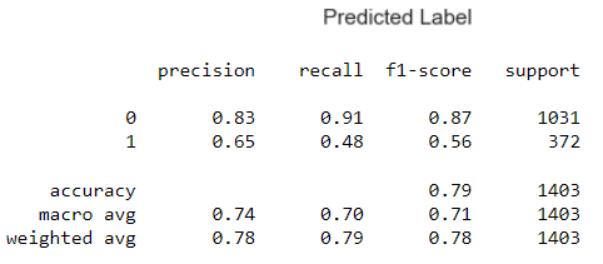 Predicted Label
precision recall f1-score support
0 0.83 0.91 0.87 1031
1 0.65 0.48 0.56 372
accuracy 0.79 1403
macro avg 0.74 0.70 0.71 1403
weighted avg 0.78 0.79 0.78 1403